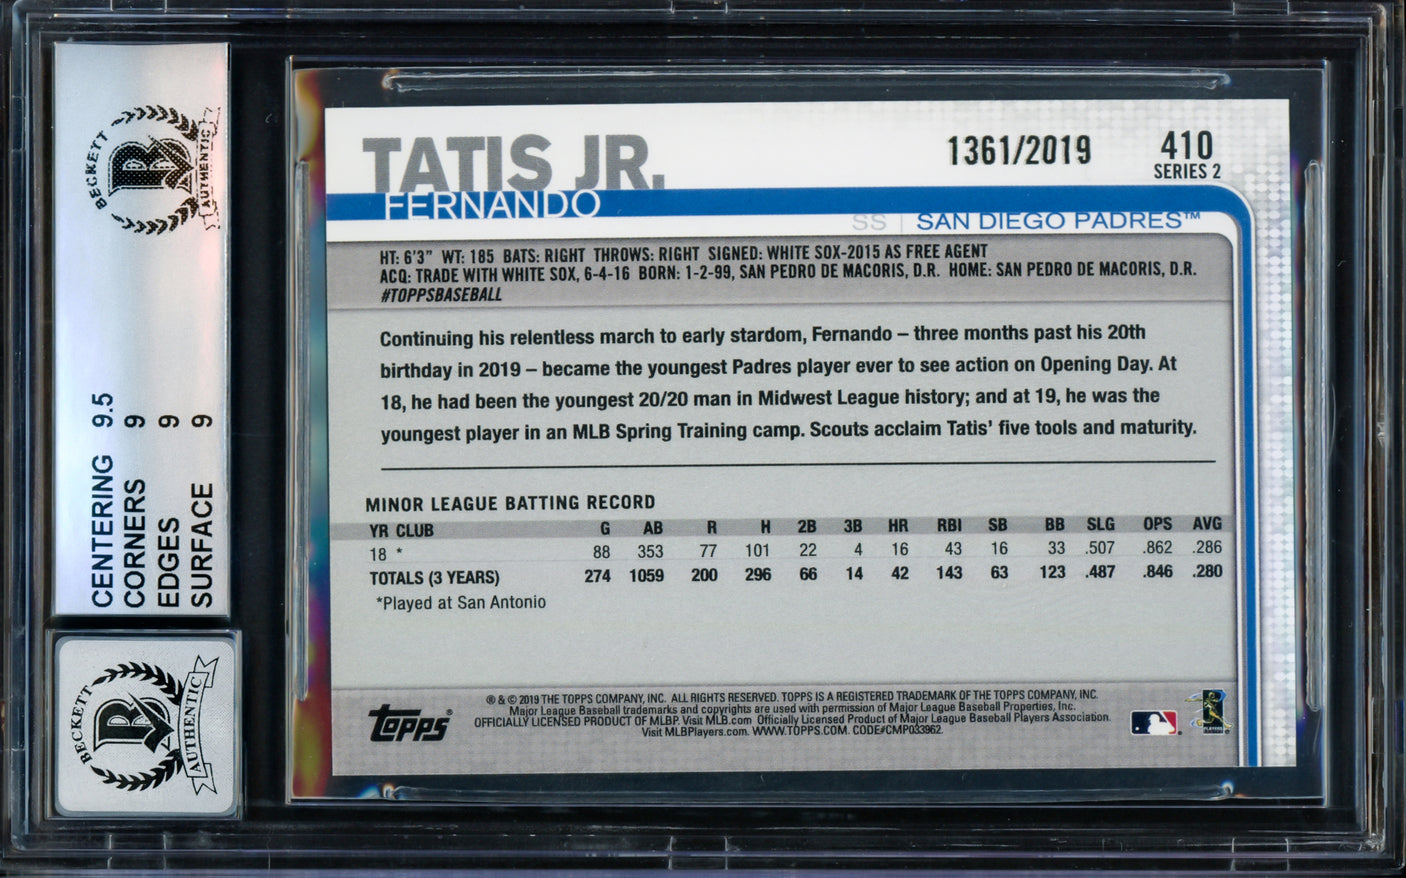 BECKETT
AUTHENTIC
CENTERING 9.5
CORNERS 9
EDGES 9
SURFACE 9
BECKETT
AUTHENTIC
TATIS JR.
FERNANDO
1361/2019
410
SERIES 2
SS | SAN DIEGO PADRES™
HT: 6'3" WT: 185 BATS: RIGHT THROWS: RIGHT SIGNED: WHITE SOX-2015 AS FREE AGENT
ACQ: TRADE WITH WHITE SOX, 6-4-16 BORN: 1-2-99, SAN PEDRO DE MACORIS, D.R. HOME: SAN PEDRO DE MACORIS, D.R.
#TOPPSBASEBALL
Continuing his relentless march to early stardom, Fernando – three months past his 20th
birthday in 2019 – became the youngest Padres player ever to see action on Opening Day. At
18, he had been the youngest 20/20 man in Midwest League history; and at 19, he was the
youngest player in an MLB Spring Training camp. Scouts acclaim Tatis' five tools and maturity.
MINOR LEAGUE BATTING RECORD
YR CLUB G AB R H 2B 3B HR RBI SB BB SLG OPS AVG
18 * 88 353 77 101 22 4 16 43 16 33 .507 .862 .286
TOTALS (3 YEARS) 274 1059 200 296 66 14 42 143 63 123 .487 .846 .280
*Played at San Antonio
® & © 2019 THE TOPPS COMPANY, INC. ALL RIGHTS RESERVED. TOPPS IS A REGISTERED TRADEMARK OF THE TOPPS COMPANY, INC.
Major League Baseball trademarks and copyrights are used with permission of Major League Baseball Properties, Inc.
OFFICIALLY LICENSED PRODUCT OF MLBP. Visit MLB.com Officially Licensed Product of Major League Baseball Players Association.
Visit MLBPlayers.com. WWW.TOPPS.COM. CODE#CMP033962.
Topps®
PLAYERS